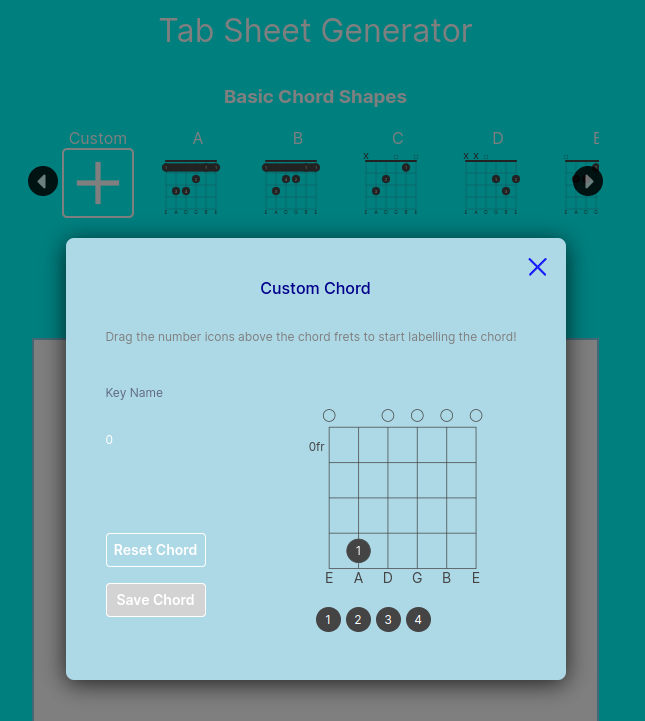 Tab Sheet Generator
Basic Chord Shapes
Custom A B C D E
X X X
Custom Chord
Drag the number icons above the chord frets to start labelling the chord!
Key Name
0
0fr
1
E A D G B E
1 2 3 4
Reset Chord
Save Chord